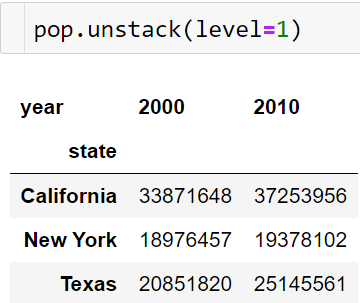 pop.unstack(level=1)
year 2000 2010
state
California 33871648 37253956
New York 18976457 19378102
Texas 20851820 25145561